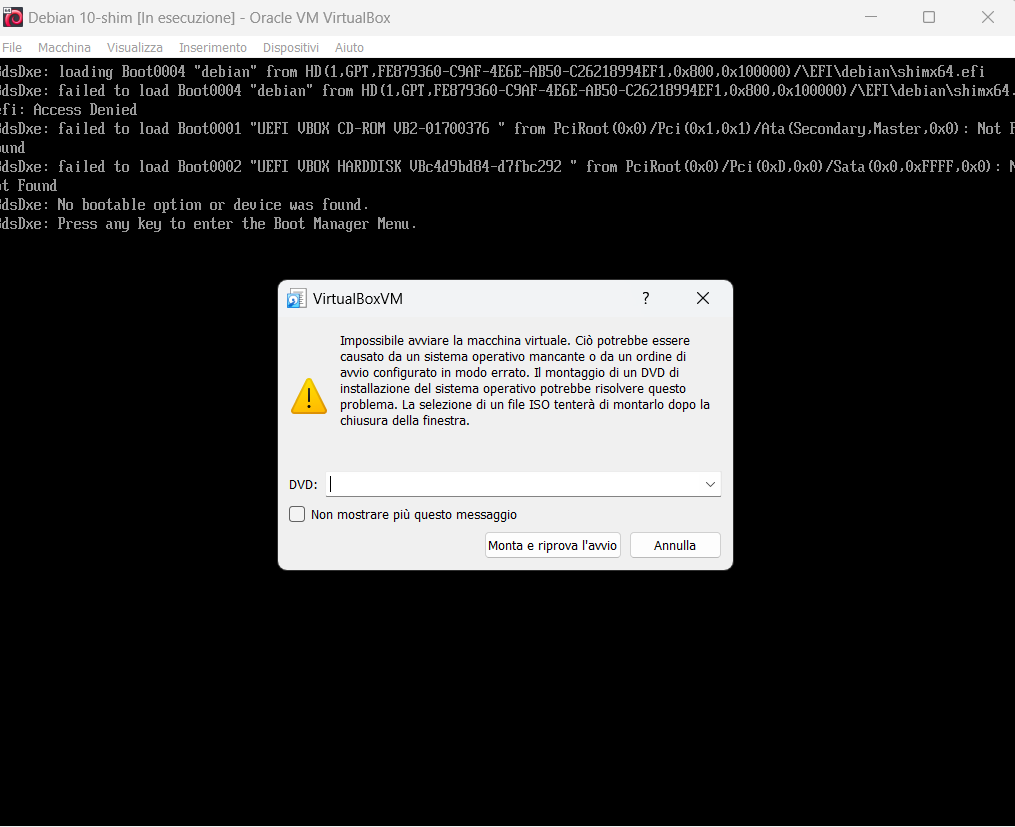 Debian 10-shim [In esecuzione] - Oracle VM VirtualBox
File Macchina Visualizza Inserimento Dispositivi Aiuto
dsDxe: loading Boot0004 "debian" from HD(1,GPT,FE879360-C9AF-4E6E-AB50-C26218994EF1,0x800,0x100000)/\EFI\debian\shimx64.efi
dsDxe: failed to load Boot0004 "debian" from HD(1,GPT,FE879360-C9AF-4E6E-AB50-C26218994EF1,0x800,0x100000)/\EFI\debian\shimx64.
efi: Access Denied
dsDxe: failed to load Boot0001 "UEFI VBOX CD-ROM VB2-01700376 " from PciRoot(0x0)/Pci(0x1,0x1)/Ata(Secondary,Master,0x0): Not F
ound
dsDxe: failed to load Boot0002 "UEFI VBOX HARDDISK VBc4d9bd84-d7fbc292 " from PciRoot(0x0)/Pci(0xD,0x0)/Sata(0x0,0xFFFF,0x0): N
ot Found
dsDxe: No bootable option or device was found.
dsDxe: Press any key to enter the Boot Manager Menu.
VirtualBoxVM
?
Impossibile avviare la macchina virtuale. Ciò potrebbe essere
causato da un sistema operativo mancante o da un ordine di
avvio configurato in modo errato. Il montaggio di un DVD di
installazione del sistema operativo potrebbe risolvere questo
problema. La selezione di un file ISO tenterà di montarlo dopo la
chiusura della finestra.
DVD:
Non mostrare più questo messaggio
Monta e riprova l'avvio Annulla